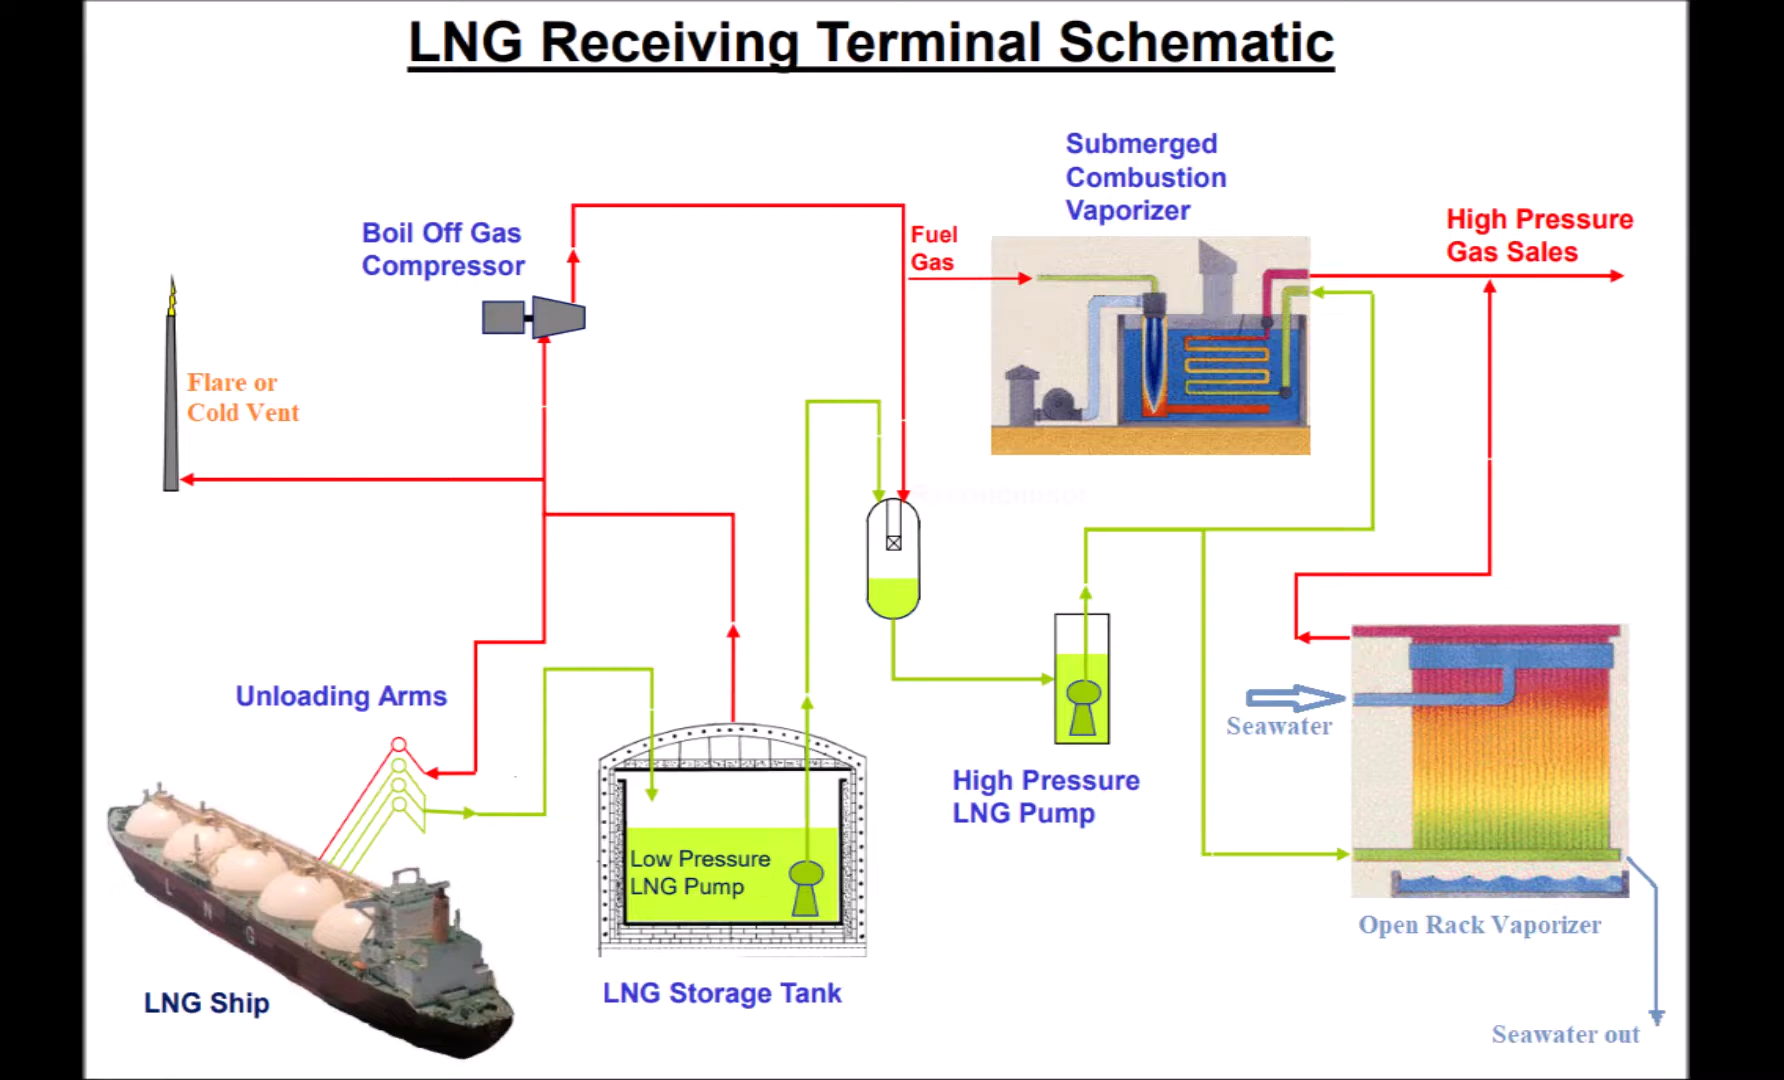 LNG Receiving Terminal Schematic
Submerged
Combustion
Vaporizer
High Pressure
Gas Sales
Boil Off Gas
Compressor
Fuel
Gas
Flare or
Cold Vent
Unloading Arms
Seawater
High Pressure
LNG Pump
Low Pressure
LNG Pump
L N G
Open Rack Vaporizer
LNG Storage Tank
LNG Ship
Seawater out